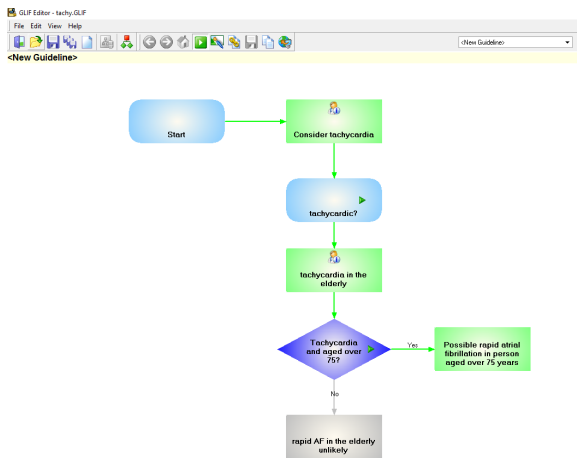 GLIF Editor - tachy.GLIF
File Edit View Help
<New Guideline>
<New Guideline>
Start
Consider tachycardia
tachycardic?
tachycardia in the
elderly
Tachycardia
and aged over
75?
Yes
Possible rapid atrial
fibrillation in person
aged over 75 years
No
rapid AF in the elderly
unlikely